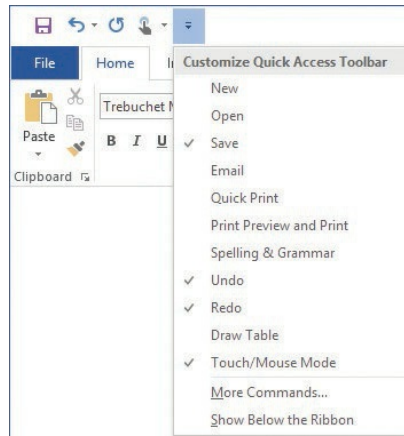 File Home I Customize Quick Access Toolbar
New
Trebuchet M Open
Paste B I U Save
Email
Clipboard Quick Print
Print Preview and Print
Spelling & Grammar
Undo
Redo
Draw Table
Touch/Mouse Mode
More Commands...
Show Below the Ribbon